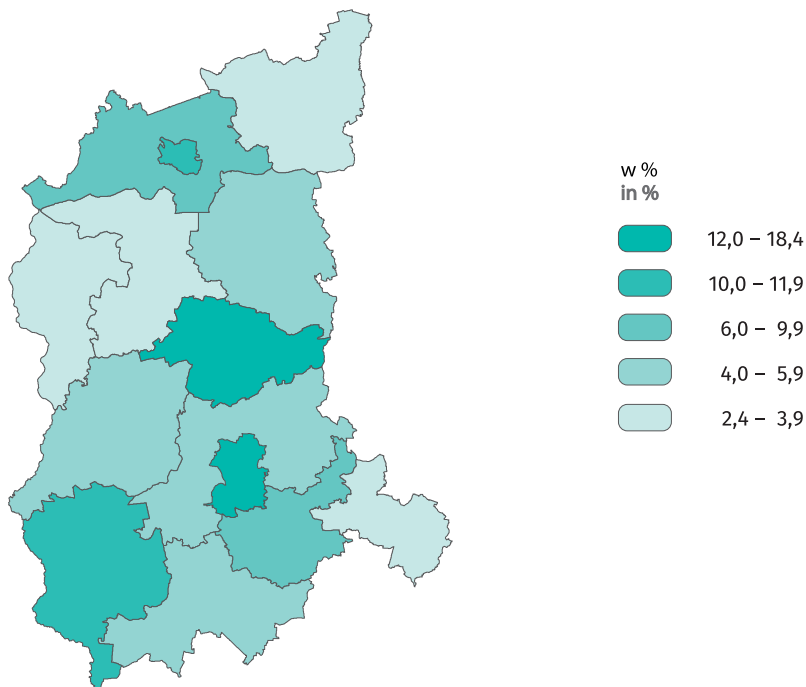 w %
in %
12,0 – 18,4
10,0 – 11,9
6,0 – 9,9
4,0 – 5,9
2,4 – 3,9